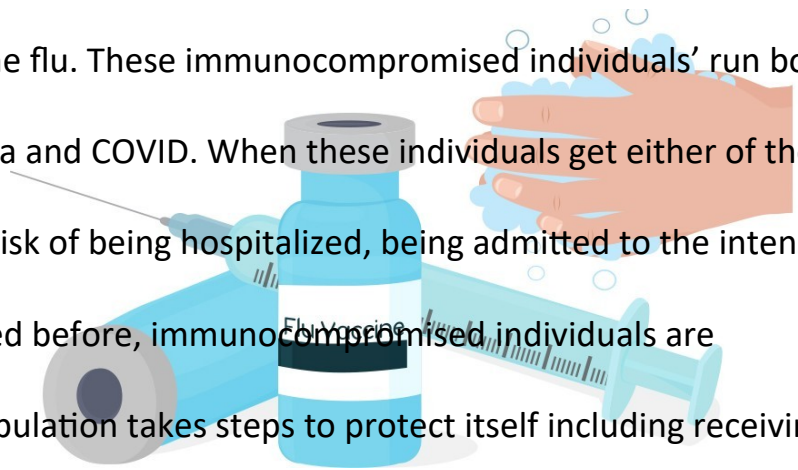 he flu. These immunocompromised individuals’ run bo
a and COVID. When these individuals get either of th
isk of being hospitalized, being admitted to the inten
ed before, immunocompromised individuals are
Flu Vaccine
pulation takes steps to protect itself including receivin